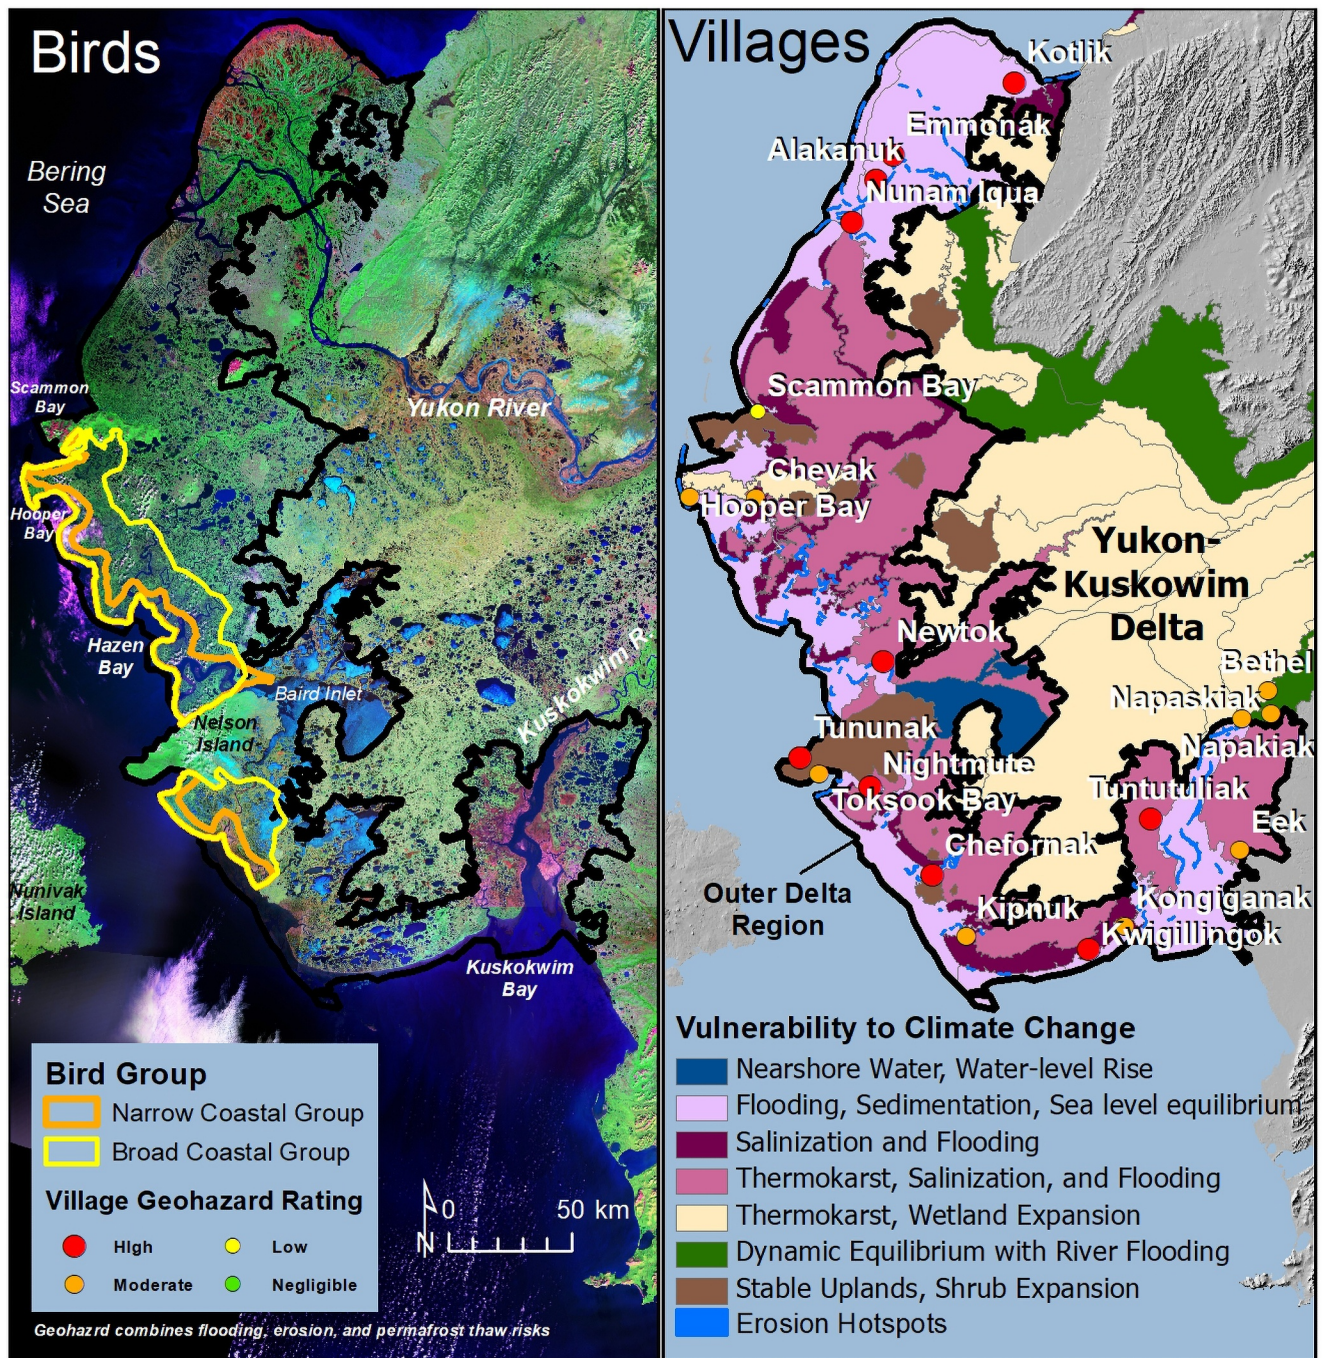 Birds
Bering
Sea
Scammon
Bay
Yukon River
Hooper
Bay
Hazen
Bay
Baird Inlet
Kuskokwim R.
Nelson
Island
Nunivak
Island
Kuskokwim
Bay
Bird Group
Narrow Coastal Group
Broad Coastal Group
Village Geohazard Rating
HIgh
Low
Moderate
Negligible
0 50 km
N
Geohazrd combines flooding, erosion, and permafrost thaw risks
Villages
Kotlik
Emmonak
Alakanuk
Nunam Iqua
Scammon Bay
Chevak
Hooper Bay
Yukon-
Kuskowim
Delta
Newtok
Bethel
Napaskiak
Tununak
Napakiak
Nightmute
Tuntutuliak
Toksook Bay
Eek
Chefornak
Outer Delta
Region
Kipnuk
Kongiganak
Kwigillingok
Vulnerability to Climate Change
Nearshore Water, Water-level Rise
Flooding, Sedimentation, Sea level equilibrium
Salinization and Flooding
Thermokarst, Salinization, and Flooding
Thermokarst, Wetland Expansion
Dynamic Equilibrium with River Flooding
Stable Uplands, Shrub Expansion
Erosion Hotspots